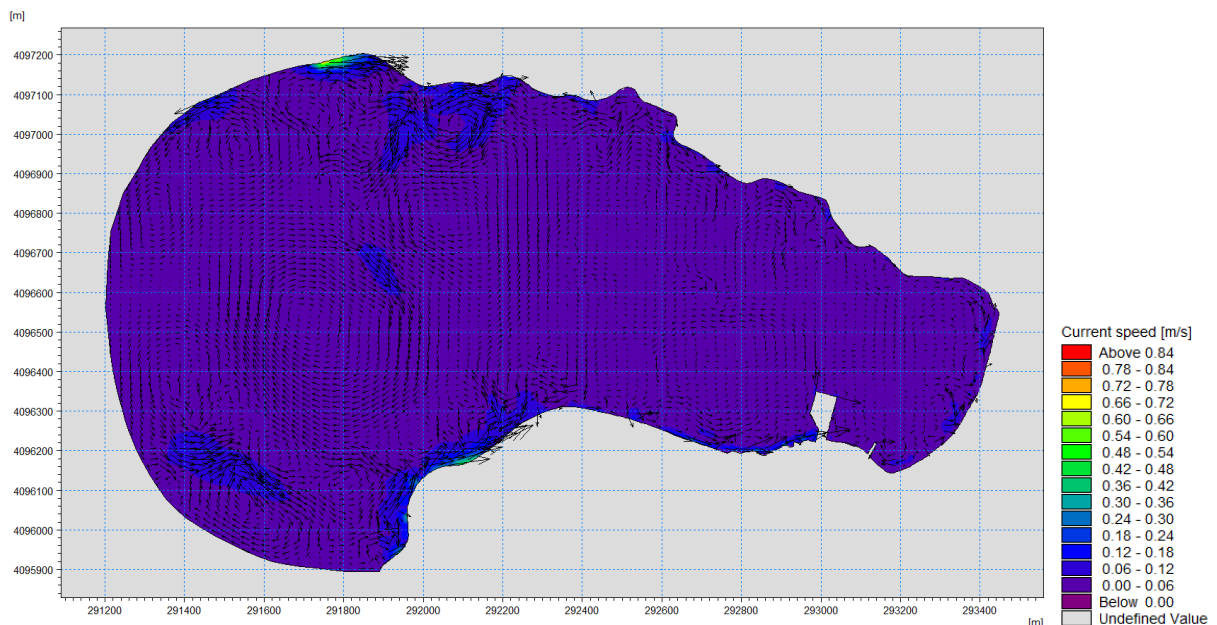 [m]
4097200
4097100
4097000
4096900
4096800
4096700
4096600
4096500
4096400
4096300
4096200
4096100
4096000
4095900
291200 291400 291600 291800 292000 292200 292400 292600 292800 293000 293200 293400
[m]
Current speed [m/s]
Above 0.84
0.78 - 0.84
0.72 - 0.78
0.66 - 0.72
0.60 - 0.66
0.54 - 0.60
0.48 - 0.54
0.42 - 0.48
0.36 - 0.42
0.30 - 0.36
0.24 - 0.30
0.18 - 0.24
0.12 - 0.18
0.06 - 0.12
0.00 - 0.06
Below 0.00
Undefined Value